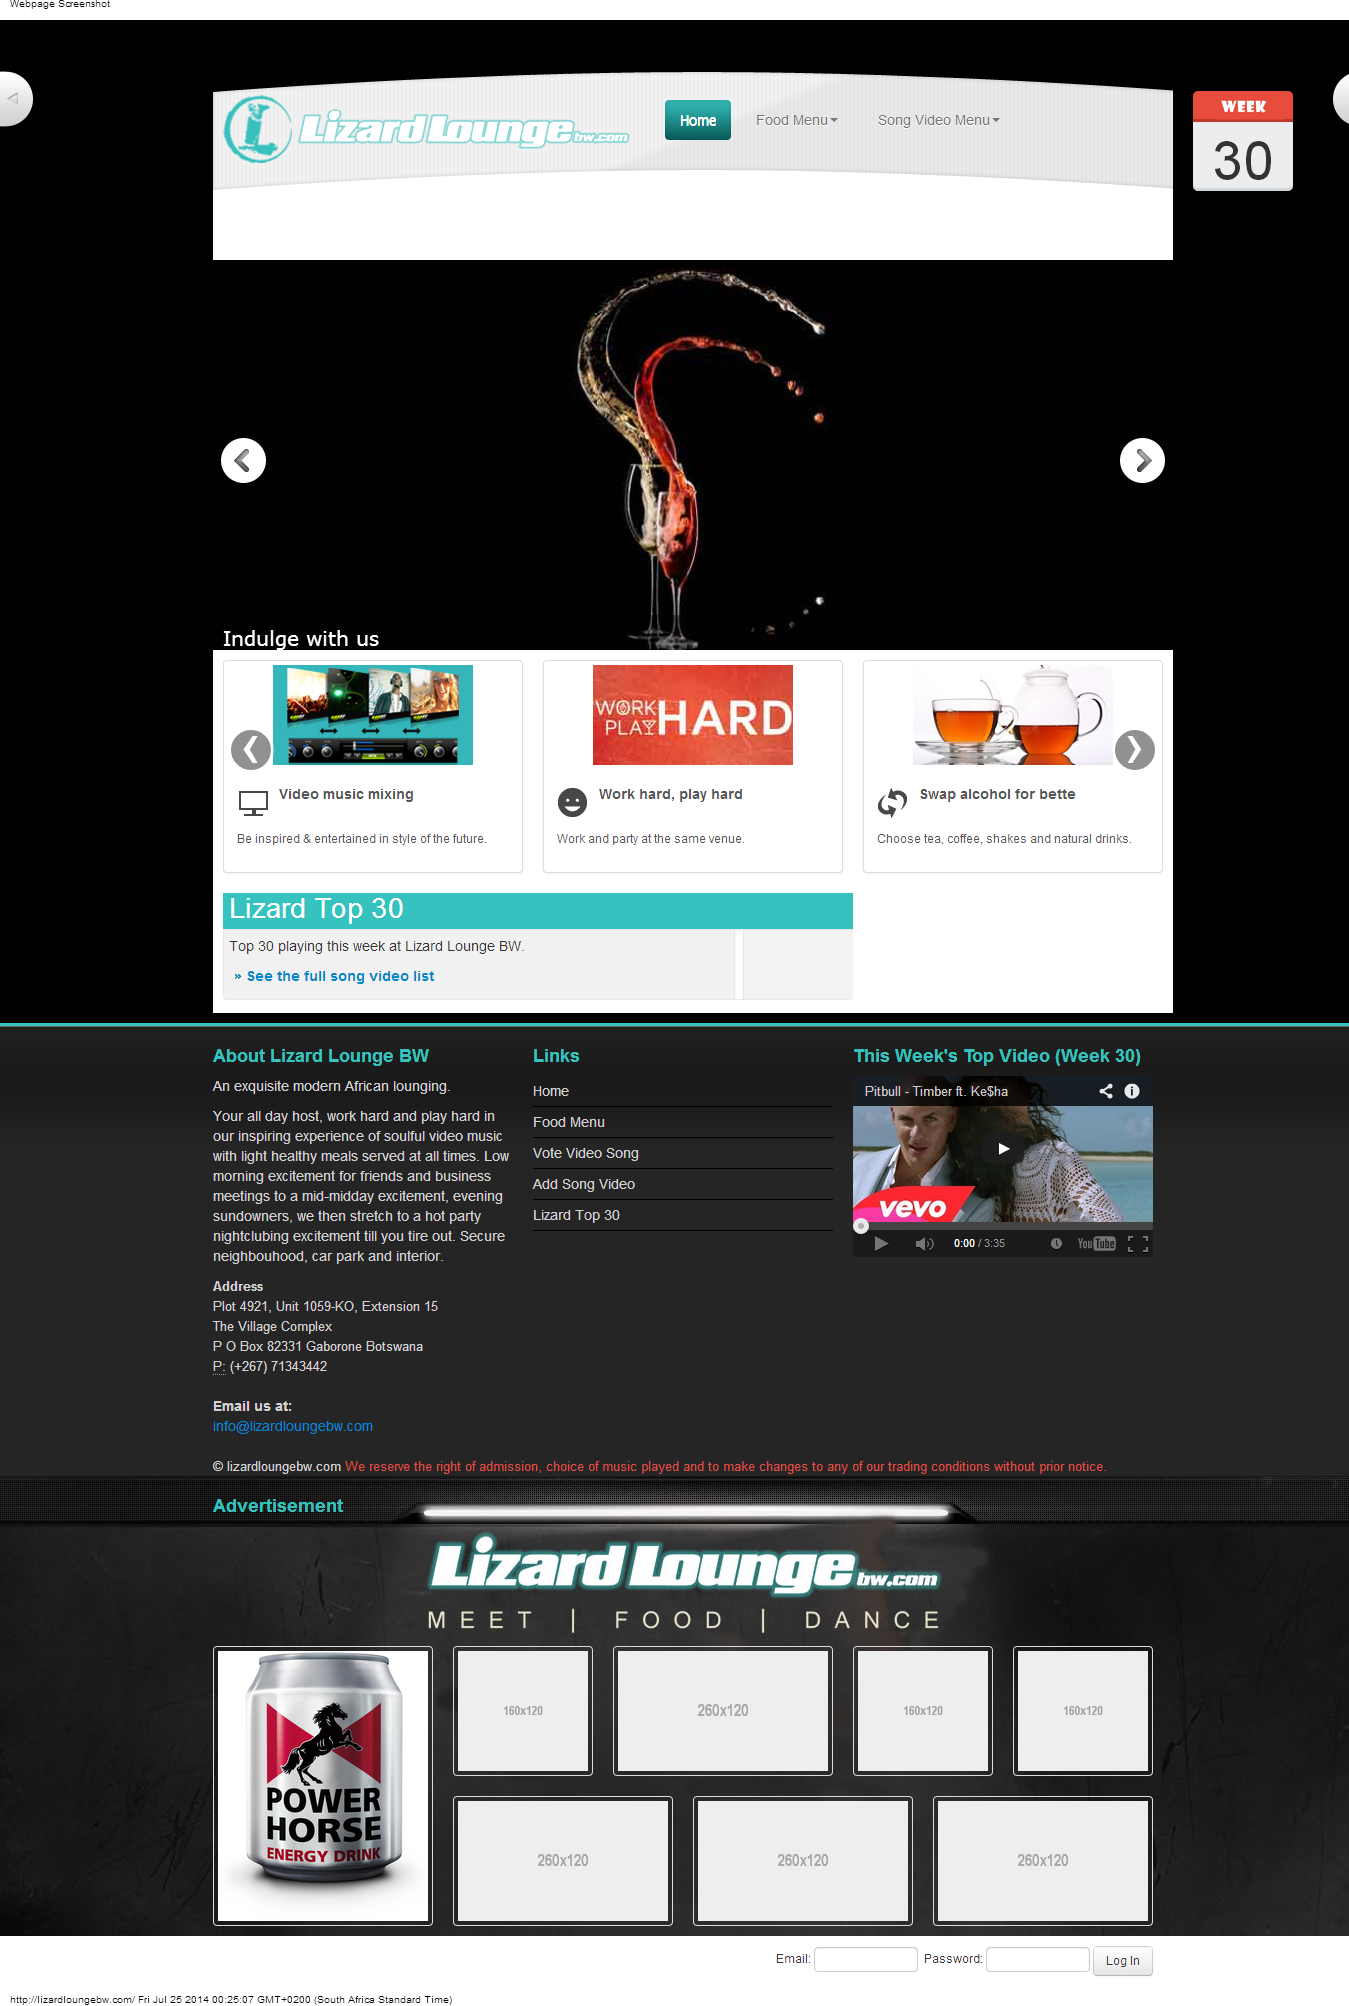 Webpage Screenshot
Lizard Lounge bw.com
Home
Food Menu
Song Video Menu
WEEK
30
Indulge with us
WORK HARD
PLAY
Video music mixing
Be inspired & entertained in style of the future.
Work hard, play hard
Work and party at the same venue.
Swap alcohol for bette
Choose tea, coffee, shakes and natural drinks.
Lizard Top 30
Top 30 playing this week at Lizard Lounge BW.
» See the full song video list
About Lizard Lounge BW
An exquisite modern African lounging.
Your all day host, work hard and play hard in
our inspiring experience of soulful video music
with light healthy meals served at all times. Low
morning excitement for friends and business
meetings to a mid-midday excitement, evening
sundowners, we then stretch to a hot party
nightclubing excitement till you tire out. Secure
neighbouhood, car park and interior.
Address
Plot 4921, Unit 1059-KO, Extension 15
The Village Complex
P O Box 82331 Gaborone Botswana
P: (+267) 71343442
Email us at:
info@lizardloungebw.com
Links
Home
Food Menu
Vote Video Song
Add Song Video
Lizard Top 30
This Week's Top Video (Week 30)
Pitbull - Timber ft. Ke$ha
vevo
0:00 / 3:35
YouTube
© lizardloungebw.com We reserve the right of admission, choice of music played and to make changes to any of our trading conditions without prior notice.
Advertisement
Lizard Lounge bw.com
MEET | FOOD | DANCE
POWER
HORSE
ENERGY DRINK
160x120
260x120
160x120
160x120
260x120
260x120
260x120
Email:
Password:
Log In
http://lizardloungebw.com/ Fri Jul 25 2014 00:25:07 GMT+0200 (South Africa Standard Time)